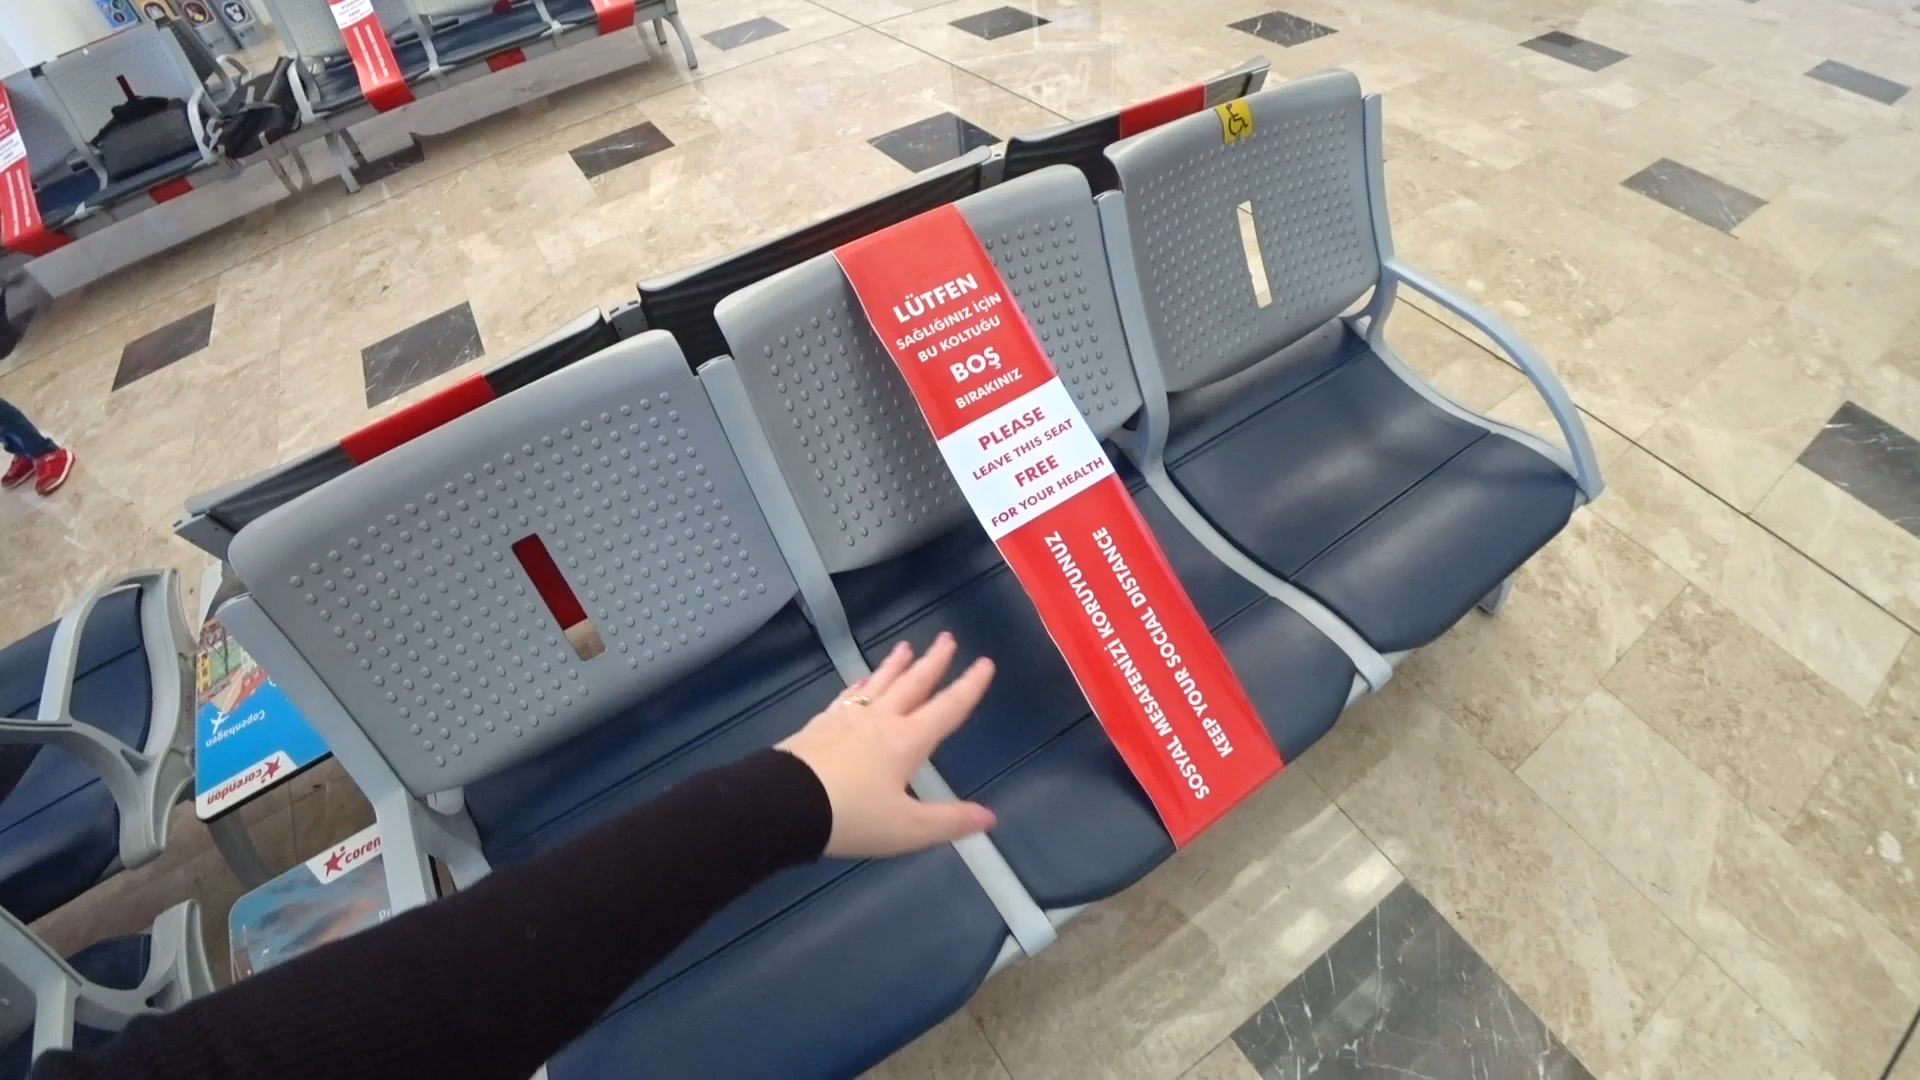 LÜTFEN
SAĞLIĞINIZ İÇİN
BU KOLTUĞU
BOŞ
BIRAKINIZ
PLEASE
LEAVE THIS SEAT
FREE
FOR YOUR HEALTH
SOSYAL MESAFENİZİ KORUYUNUZ
KEEP YOUR SOCIAL DISTANCE
Copenhagen
corendon
coren